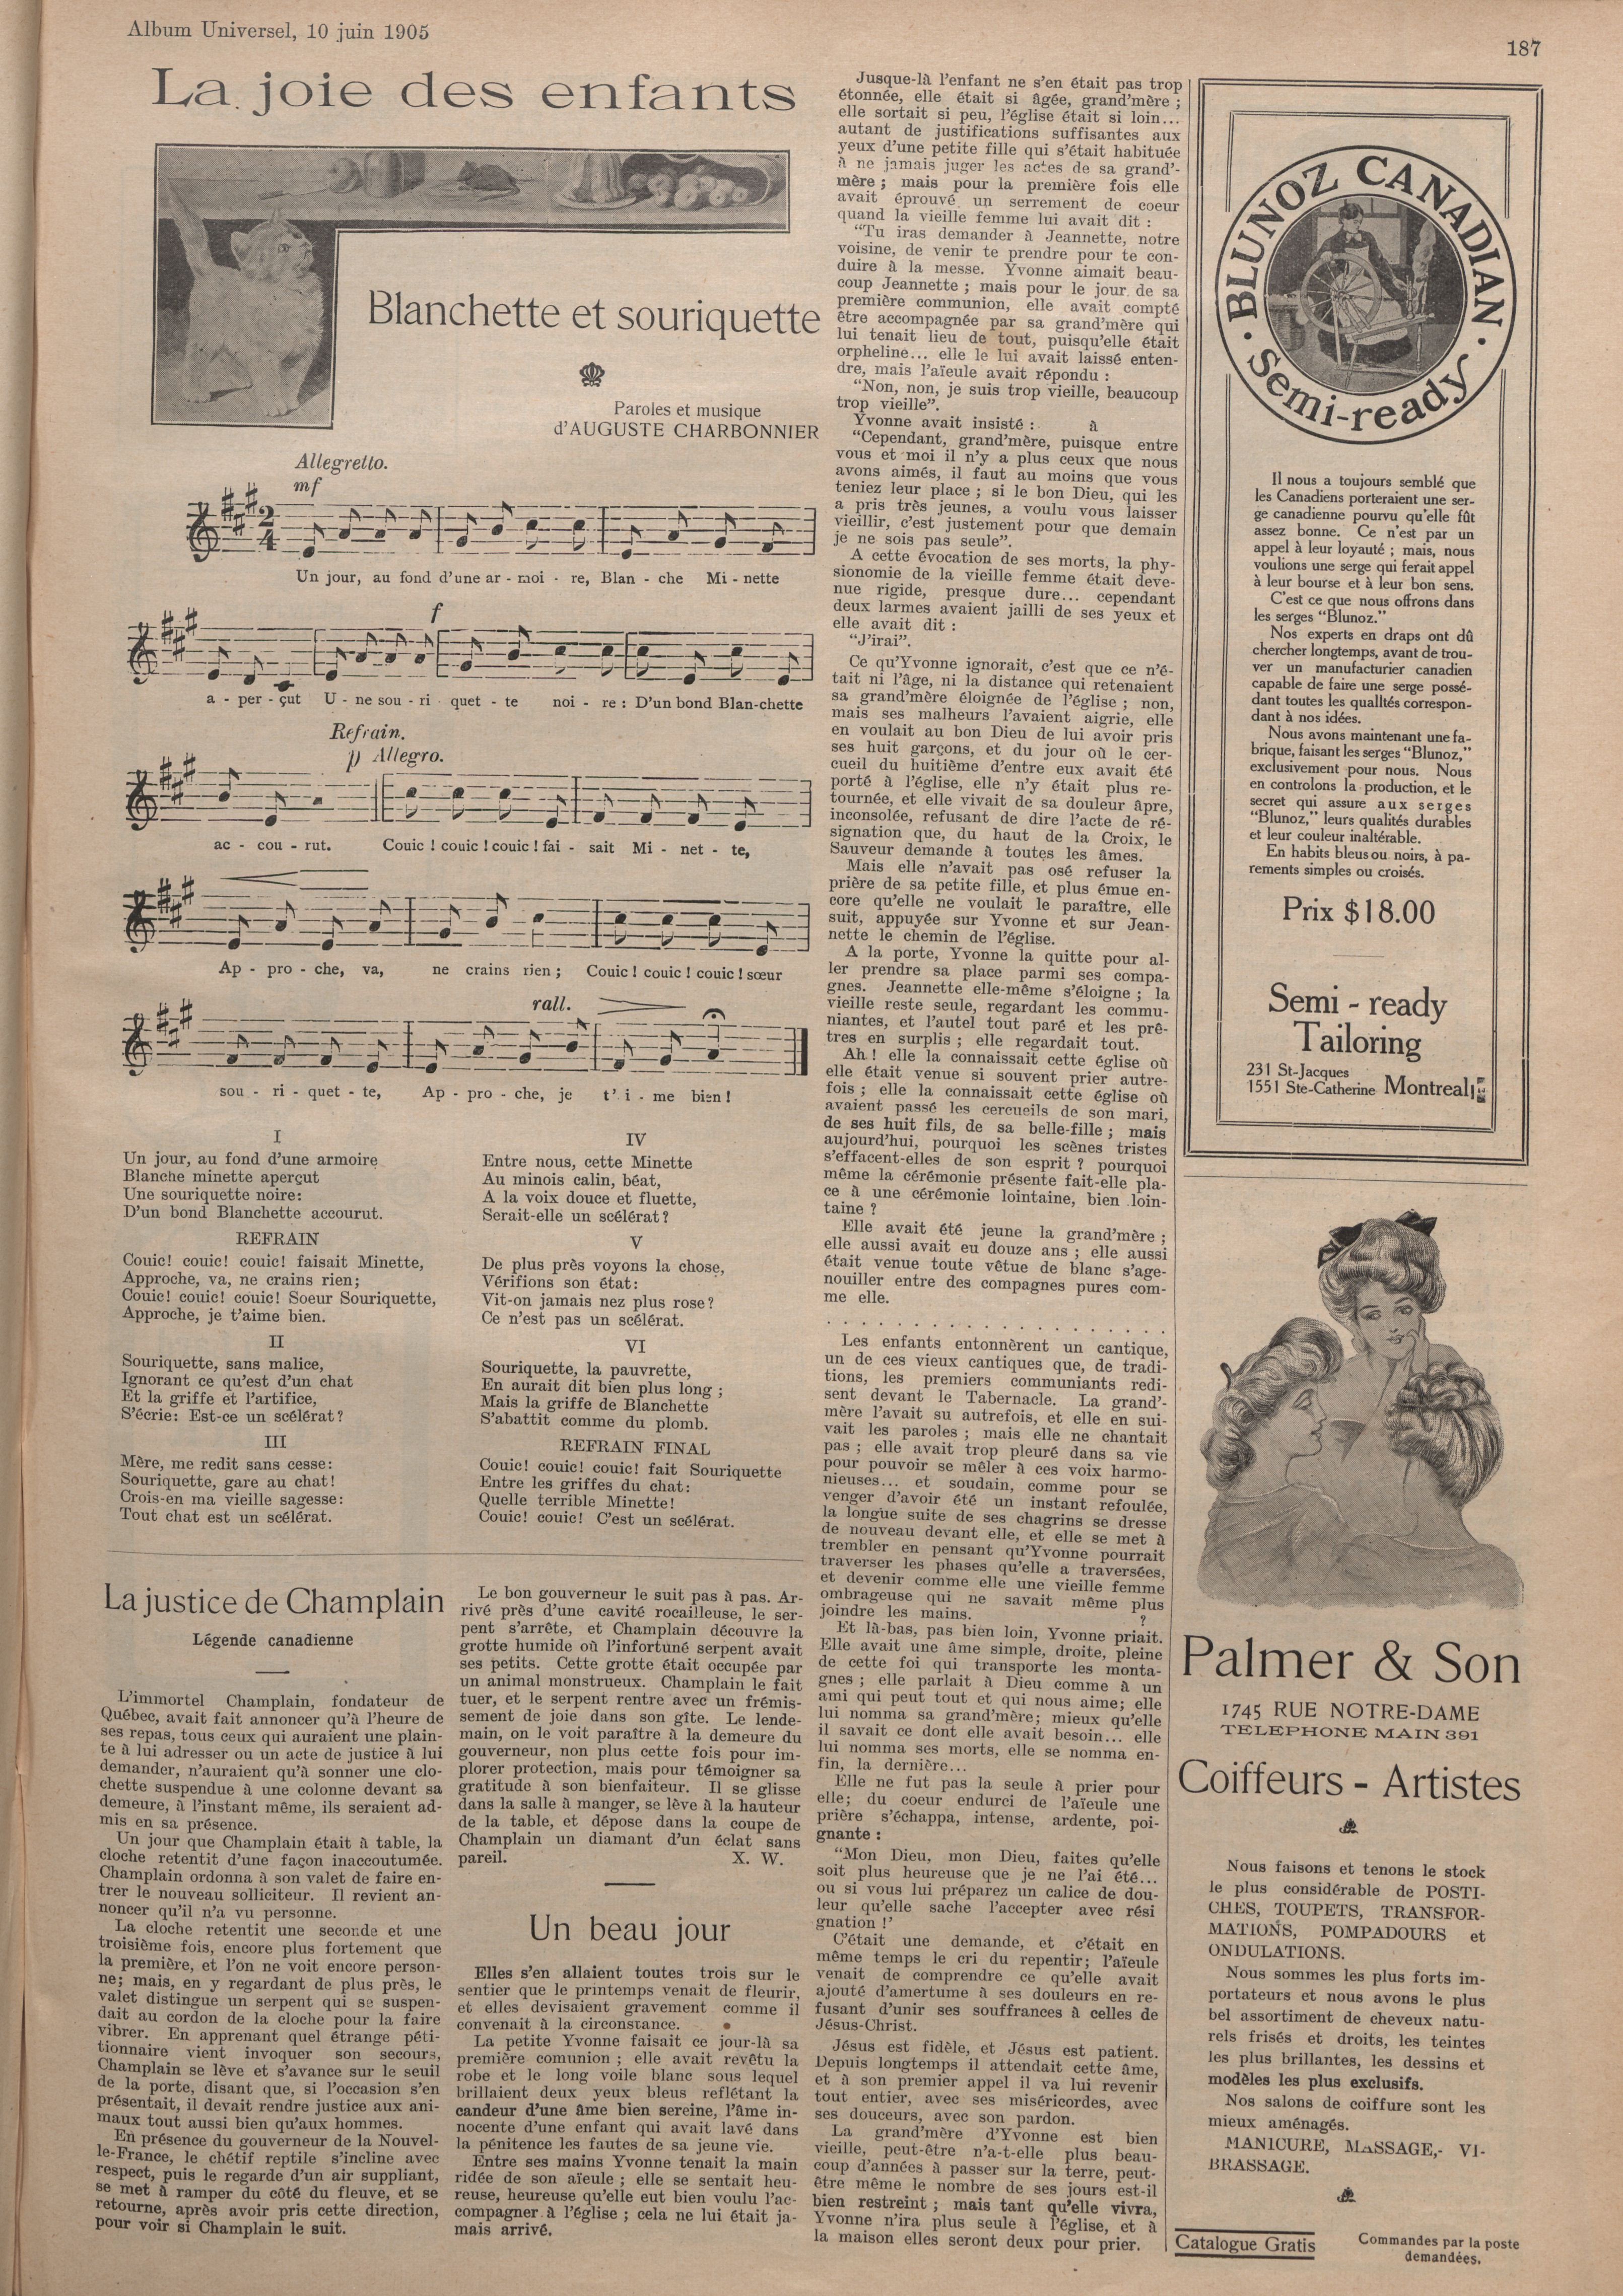 Album Universel, 10 juin 1905
187
La joie des enfants
Blanchette et souriquette
Paroles et musique
d'AUGUSTE CHARBONNIER
Allegretto.
mf
2
4
Un jour, au fond d'une ar - moi - re, Blan - che Mi - nette
f
a - per - çut U - ne sou - ri - quet - te noi - re : D'un bond Blan-chette
Refrain.
p Allegro.
ac - cou - rut. Couic ! couic ! couic ! fai - sait Mi - net - te,
Ap - pro - che, va, ne crains rien ; Couic ! couic ! couic ! sœur
rall.
sou - ri - quet - te, Ap - pro - che, je t' i - me bien !
I
Un jour, au fond d'une armoire
Blanche minette aperçut
Une souriquette noire:
D'un bond Blanchette accourut.
REFRAIN
Couic! couic! couic! faisait Minette,
Approche, va, ne crains rien;
Couic! couic! couic! Soeur Souriquette,
Approche, je t'aime bien.
II
Souriquette, sans malice,
Ignorant ce qu'est d'un chat
Et la griffe et l'artifice,
S'écrie: Est-ce un scélérat?
III
Mère, me redit sans cesse:
Souriquette, gare au chat!
Crois-en ma vieille sagesse:
Tout chat est un scélérat.
IV
Entre nous, cette Minette
Au minois calin, béat,
A la voix douce et fluette,
Serait-elle un scélérat?
V
De plus près voyons la chose,
Vérifions son état:
Vit-on jamais nez plus rose?
Ce n'est pas un scélérat.
VI
Souriquette, la pauvrette,
En aurait dit bien plus long ;
Mais la griffe de Blanchette
S'abattit comme du plomb.
REFRAIN FINAL
Couic! couic! couic! fait Souriquette
Entre les griffes du chat:
Quelle terrible Minette!
Couic! couic! C'est un scélérat.
La justice de Champlain
Légende canadienne
L'immortel Champlain, fondateur de
Québec, avait fait annoncer qu'à l'heure de
ses repas, tous ceux qui auraient une plain-
te à lui adresser ou un acte de justice à lui
demander, n'auraient qu'à sonner une clo-
chette suspendue à une colonne devant sa
demeure, à l'instant même, ils seraient ad-
mis en sa présence.
Un jour que Champlain était à table, la
cloche retentit d'une façon inaccoutumée.
Champlain ordonna à son valet de faire en-
trer le nouveau solliciteur. Il revient an-
noncer qu'il n'a vu personne.
La cloche retentit une seconde et une
troisième fois, encore plus fortement que
la première, et l'on ne voit encore person-
ne; mais, en y regardant de plus près, le
valet distingue un serpent qui se suspen-
dait au cordon de la cloche pour la faire
vibrer. En apprenant quel étrange péti-
tionnaire vient invoquer son secours,
Champlain se lève et s'avance sur le seuil
de la porte, disant que, si l'occasion s'en
présentait, il devait rendre justice aux ani-
maux tout aussi bien qu'aux hommes.
En présence du gouverneur de la Nouvel-
le-France, le chétif reptile s'incline avec
respect, puis le regarde d'un air suppliant,
se met à ramper du côté du fleuve, et se
retourne, après avoir pris cette direction,
pour voir si Champlain le suit.
Le bon gouverneur le suit pas à pas. Ar-
rivé près d'une cavité rocailleuse, le ser-
pent s'arrête, et Champlain découvre la
grotte humide où l'infortuné serpent avait
ses petits. Cette grotte était occupée par
un animal monstrueux. Champlain le fait
tuer, et le serpent rentre avec un frémis-
sement de joie dans son gîte. Le lende-
main, on le voit paraître à la demeure du
gouverneur, non plus cette fois pour im-
plorer protection, mais pour témoigner sa
gratitude à son bienfaiteur. Il se glisse
dans la salle à manger, se lève à la hauteur
de la table, et dépose dans la coupe de
Champlain un diamant d'un éclat sans
pareil. X. W.
Un beau jour
Elles s'en allaient toutes trois sur le
sentier que le printemps venait de fleurir,
et elles devisaient gravement comme il
convenait à la circonstance.
La petite Yvonne faisait ce jour-là sa
première comunion ; elle avait revêtu la
robe et le long voile blanc sous lequel
brillaient deux yeux bleus reflétant la
candeur d'une âme bien sereine, l'âme in-
nocente d'une enfant qui avait lavé dans
la pénitence les fautes de sa jeune vie.
Entre ses mains Yvonne tenait la main
ridée de son aïeule ; elle se sentait heu-
reuse, heureuse qu'elle eut bien voulu l'ac-
compagner à l'église ; cela ne lui était ja-
mais arrivé.
Jusque-là l'enfant ne s'en était pas trop
étonnée, elle était si âgée, grand'mère ;
elle sortait si peu, l'église était si loin...
autant de justifications suffisantes aux
yeux d'une petite fille qui s'était habituée
à ne jamais juger les actes de sa grand'-
mère ; mais pour la première fois elle
avait éprouvé un serrement de coeur
quand la vieille femme lui avait dit :
"Tu iras demander à Jeannette, notre
voisine, de venir te prendre pour te con-
duire à la messe. Yvonne aimait beau-
coup Jeannette ; mais pour le jour de sa
première communion, elle avait compté
être accompagnée par sa grand'mère qui
lui tenait lieu de tout, puisqu'elle était
orpheline... elle le lui avait laissé enten-
dre, mais l'aïeule avait répondu :
"Non, non, je suis trop vieille, beaucoup
trop vieille".
Yvonne avait insisté : à
"Cependant, grand'mère, puisque entre
vous et moi il n'y a plus ceux que nous
avons aimés, il faut au moins que vous
teniez leur place ; si le bon Dieu, qui les
a pris très jeunes, a voulu vous laisser
vieillir, c'est justement pour que demain
je ne sois pas seule".
A cette évocation de ses morts, la phy-
sionomie de la vieille femme était deve-
nue rigide, presque dure... cependant
deux larmes avaient jailli de ses yeux et
elle avait dit :
"J'irai".
Ce qu'Yvonne ignorait, c'est que ce n'é-
tait ni l'âge, ni la distance qui retenaient
sa grand'mère éloignée de l'église ; non,
mais ses malheurs l'avaient aigrie, elle
en voulait au bon Dieu de lui avoir pris
ses huit garçons, et du jour où le cer-
cueil du huitième d'entre eux avait été
porté à l'église, elle n'y était plus re-
tournée, et elle vivait de sa douleur âpre,
inconsolée, refusant de dire l'acte de ré-
signation que, du haut de la Croix, le
Sauveur demande à toutes les âmes.
Mais elle n'avait pas osé refuser la
prière de sa petite fille, et plus émue en-
core qu'elle ne voulait le paraître, elle
suit, appuyée sur Yvonne et sur Jean-
nette le chemin de l'église.
A la porte, Yvonne la quitte pour al-
ler prendre sa place parmi ses compa-
gnes. Jeannette elle-même s'éloigne ; la
vieille reste seule, regardant les commu-
niantes, et l'autel tout paré et les prê-
tres en surplis ; elle regardait tout.
Ah ! elle la connaissait cette église où
elle était venue si souvent prier autre-
fois ; elle la connaissait cette église où
avaient passé les cercueils de son mari,
de ses huit fils, de sa belle-fille ; mais
aujourd'hui, pourquoi les scènes tristes
s'effacent-elles de son esprit ? pourquoi
même la cérémonie présente fait-elle pla-
ce à une cérémonie lointaine, bien loin-
taine ?
Elle avait été jeune la grand'mère ;
elle aussi avait eu douze ans ; elle aussi
était venue toute vêtue de blanc s'age-
nouiller entre des compagnes pures com-
me elle.
. . . . . . . . . . . . . . . . . .
Les enfants entonnèrent un cantique,
un de ces vieux cantiques que, de tradi-
tions, les premiers communiants redi-
sent devant le Tabernacle. La grand'-
mère l'avait su autrefois, et elle en sui-
vait les paroles ; mais elle ne chantait
pas ; elle avait trop pleuré dans sa vie
pour pouvoir se mêler à ces voix harmo-
nieuses... et soudain, comme pour se
venger d'avoir été un instant refoulée,
la longue suite de ses chagrins se dresse
de nouveau devant elle, et elle se met à
trembler en pensant qu'Yvonne pourrait
traverser les phases qu'elle a traversées,
et devenir comme elle une vieille femme
ombrageuse qui ne savait même plus
joindre les mains. ?
Et là-bas, pas bien loin, Yvonne priait.
Elle avait une âme simple, droite, pleine
de cette foi qui transporte les monta-
gnes ; elle parlait à Dieu comme à un
ami qui peut tout et qui nous aime; elle
lui nomma sa grand'mère; mieux qu'elle
il savait ce dont elle avait besoin... elle
lui nomma ses morts, elle se nomma en-
fin, la dernière...
Elle ne fut pas la seule à prier pour
elle; du coeur endurci de l'aïeule une
prière s'échappa, intense, ardente, poi-
gnante :
"Mon Dieu, mon Dieu, faites qu'elle
soit plus heureuse que je ne l'ai été...
ou si vous lui préparez un calice de dou-
leur qu'elle sache l'accepter avec rési
gnation !'
C'était une demande, et c'était en
même temps le cri du repentir; l'aïeule
venait de comprendre ce qu'elle avait
ajouté d'amertume à ses douleurs en re-
fusant d'unir ses souffrances à celles de
Jésus-Christ.
Jésus est fidèle, et Jésus est patient.
Depuis longtemps il attendait cette âme,
et à son premier appel il va lui revenir
tout entier, avec ses miséricordes, avec
ses douceurs, avec son pardon.
La grand'mère d'Yvonne est bien
vieille, peut-être n'a-t-elle plus beau-
coup d'années à passer sur la terre, peut-
être même le nombre de ses jours est-il
bien restreint ; mais tant qu'elle vivra,
Yvonne n'ira plus seule à l'église, et à
la maison elles seront deux pour prier.
BLUNOZ CANADIAN
Semi-ready
Il nous a toujours semblé que
les Canadiens porteraient une ser-
ge canadienne pourvu qu'elle fût
assez bonne. Ce n'est par un
appel à leur loyauté ; mais, nous
voulions une serge qui ferait appel
à leur bourse et à leur bon sens.
C'est ce que nous offrons dans
les serges "Blunoz."
Nos experts en draps ont dû
chercher longtemps, avant de trou-
ver un manufacturier canadien
capable de faire une serge possé-
dant toutes les qualités correspon-
dant à nos idées.
Nous avons maintenant une fa-
brique, faisant les serges "Blunoz,"
exclusivement pour nous. Nous
en controlons la production, et le
secret qui assure aux serges
"Blunoz," leurs qualités durables
et leur couleur inaltérable.
En habits bleus ou noirs, à pa-
rements simples ou croisés.
Prix $18.00
Semi - ready
Tailoring
231 St-Jacques
1551 Ste-Catherine Montreal
Palmer & Son
1745 RUE NOTRE-DAME
TELEPHONE MAIN 391
Coiffeurs - Artistes
Nous faisons et tenons le stock
le plus considérable de POSTI-
CHES, TOUPETS, TRANSFOR-
MATIONS, POMPADOURS et
ONDULATIONS.
Nous sommes les plus forts im-
portateurs et nous avons le plus
bel assortiment de cheveux natu-
rels frisés et droits, les teintes
les plus brillantes, les dessins et
modèles les plus exclusifs.
Nos salons de coiffure sont les
mieux aménagés.
MANICURE, MASSAGE,- VI-
BRASSAGE.
Catalogue Gratis
Commandes par la poste
demandées.